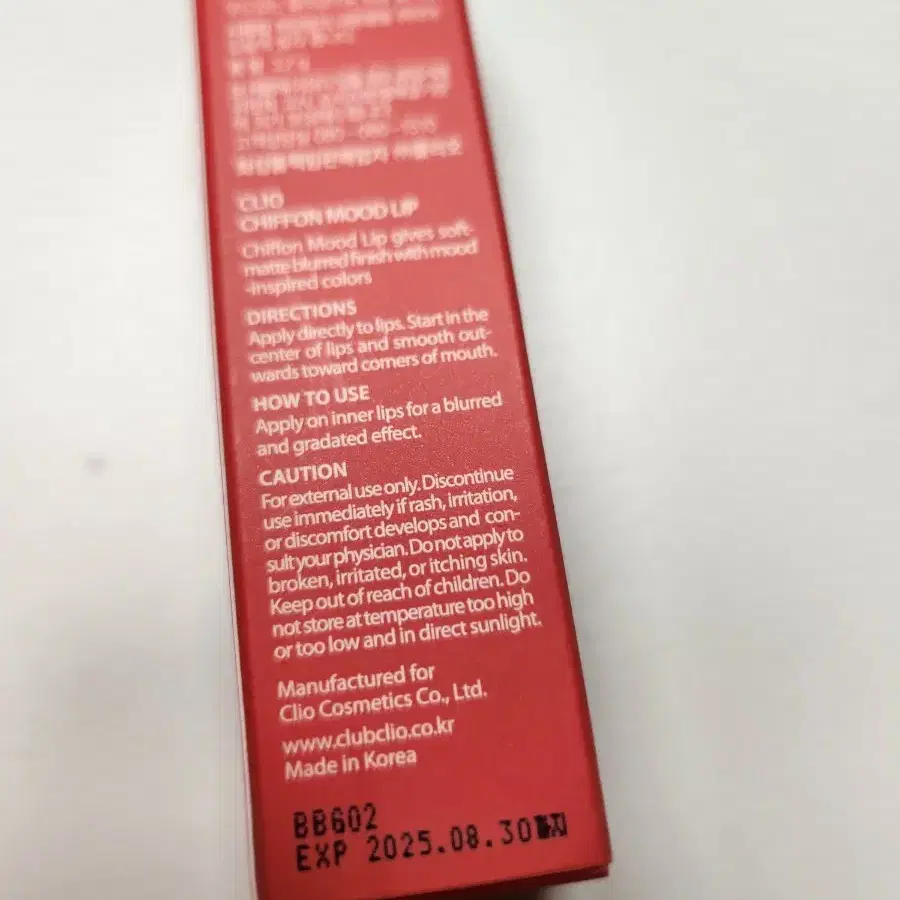 CLIO
CHIFFON MOOD LIP
Chiffon Mood Lip gives soft-
matte blurred finish with mood
-inspired colors
DIRECTIONS
Apply directly to lips. Start in the
center of lips and smooth out-
wards toward corners of mouth.
HOW TO USE
Apply on inner lips for a blurred
and gradated effect.
CAUTION
For external use only. Discontinue
use immediately if rash, irritation,
or discomfort develops and con-
sult your physician. Do not apply to
broken, irritated, or itching skin.
Keep out of reach of children. Do
not store at temperature too high
or too low and in direct sunlight.
Manufactured for
Clio Cosmetics Co., Ltd.
www.clubclio.co.kr
Made in Korea
BB602
EXP 2025.08.30까지